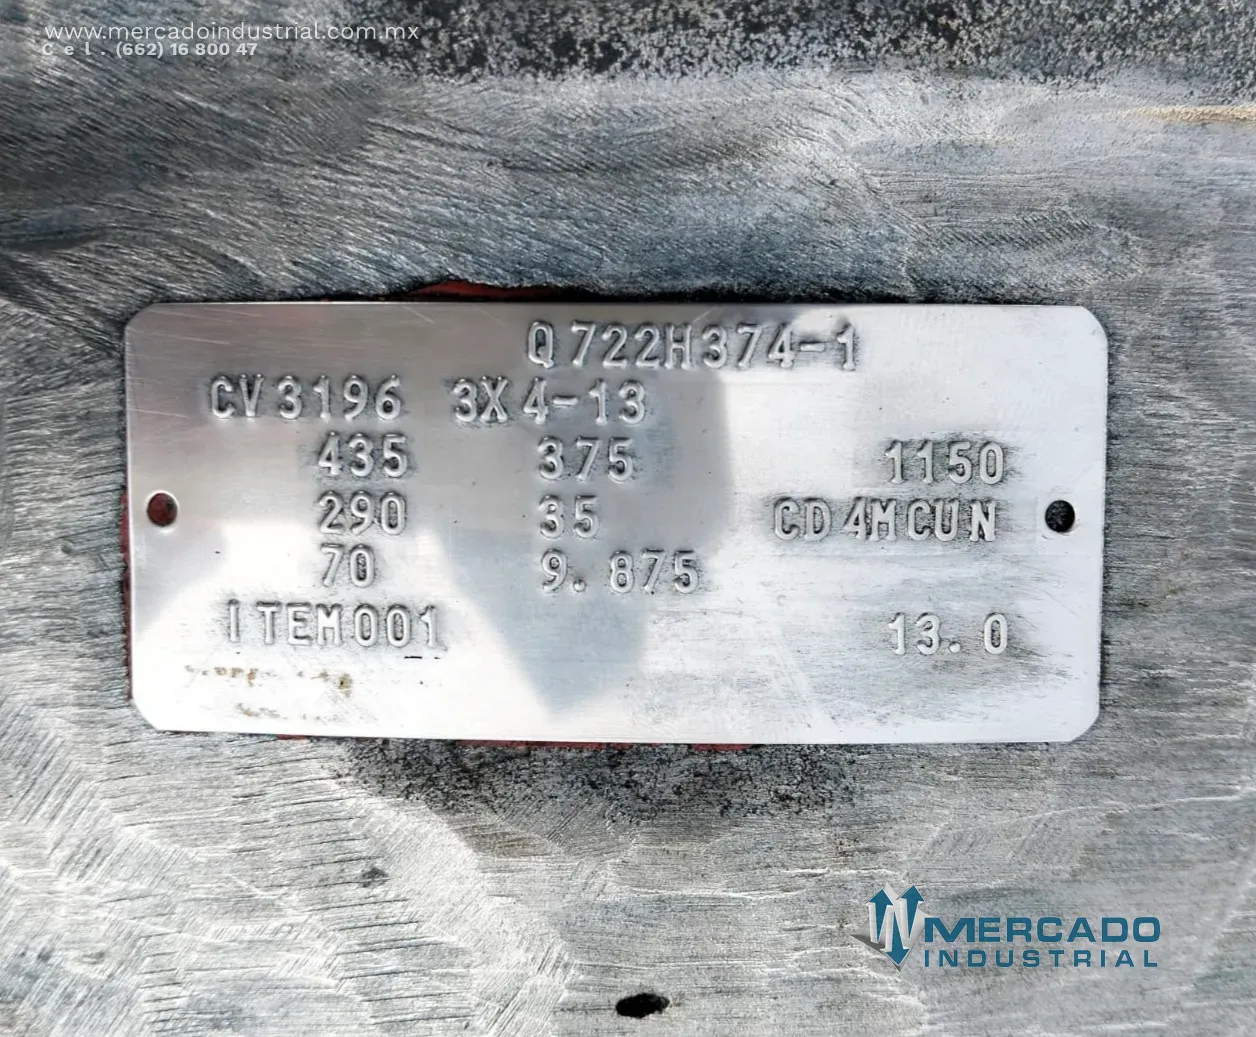 www.mercadoindustrial.com.mx
Cel. (662) 16 800 47
Q722H374-1
CV3196 3X4-13
435 375 1150
290 35 CD4MCUN
70 9.875
ITEM001 13.0
MERCADO
INDUSTRIAL